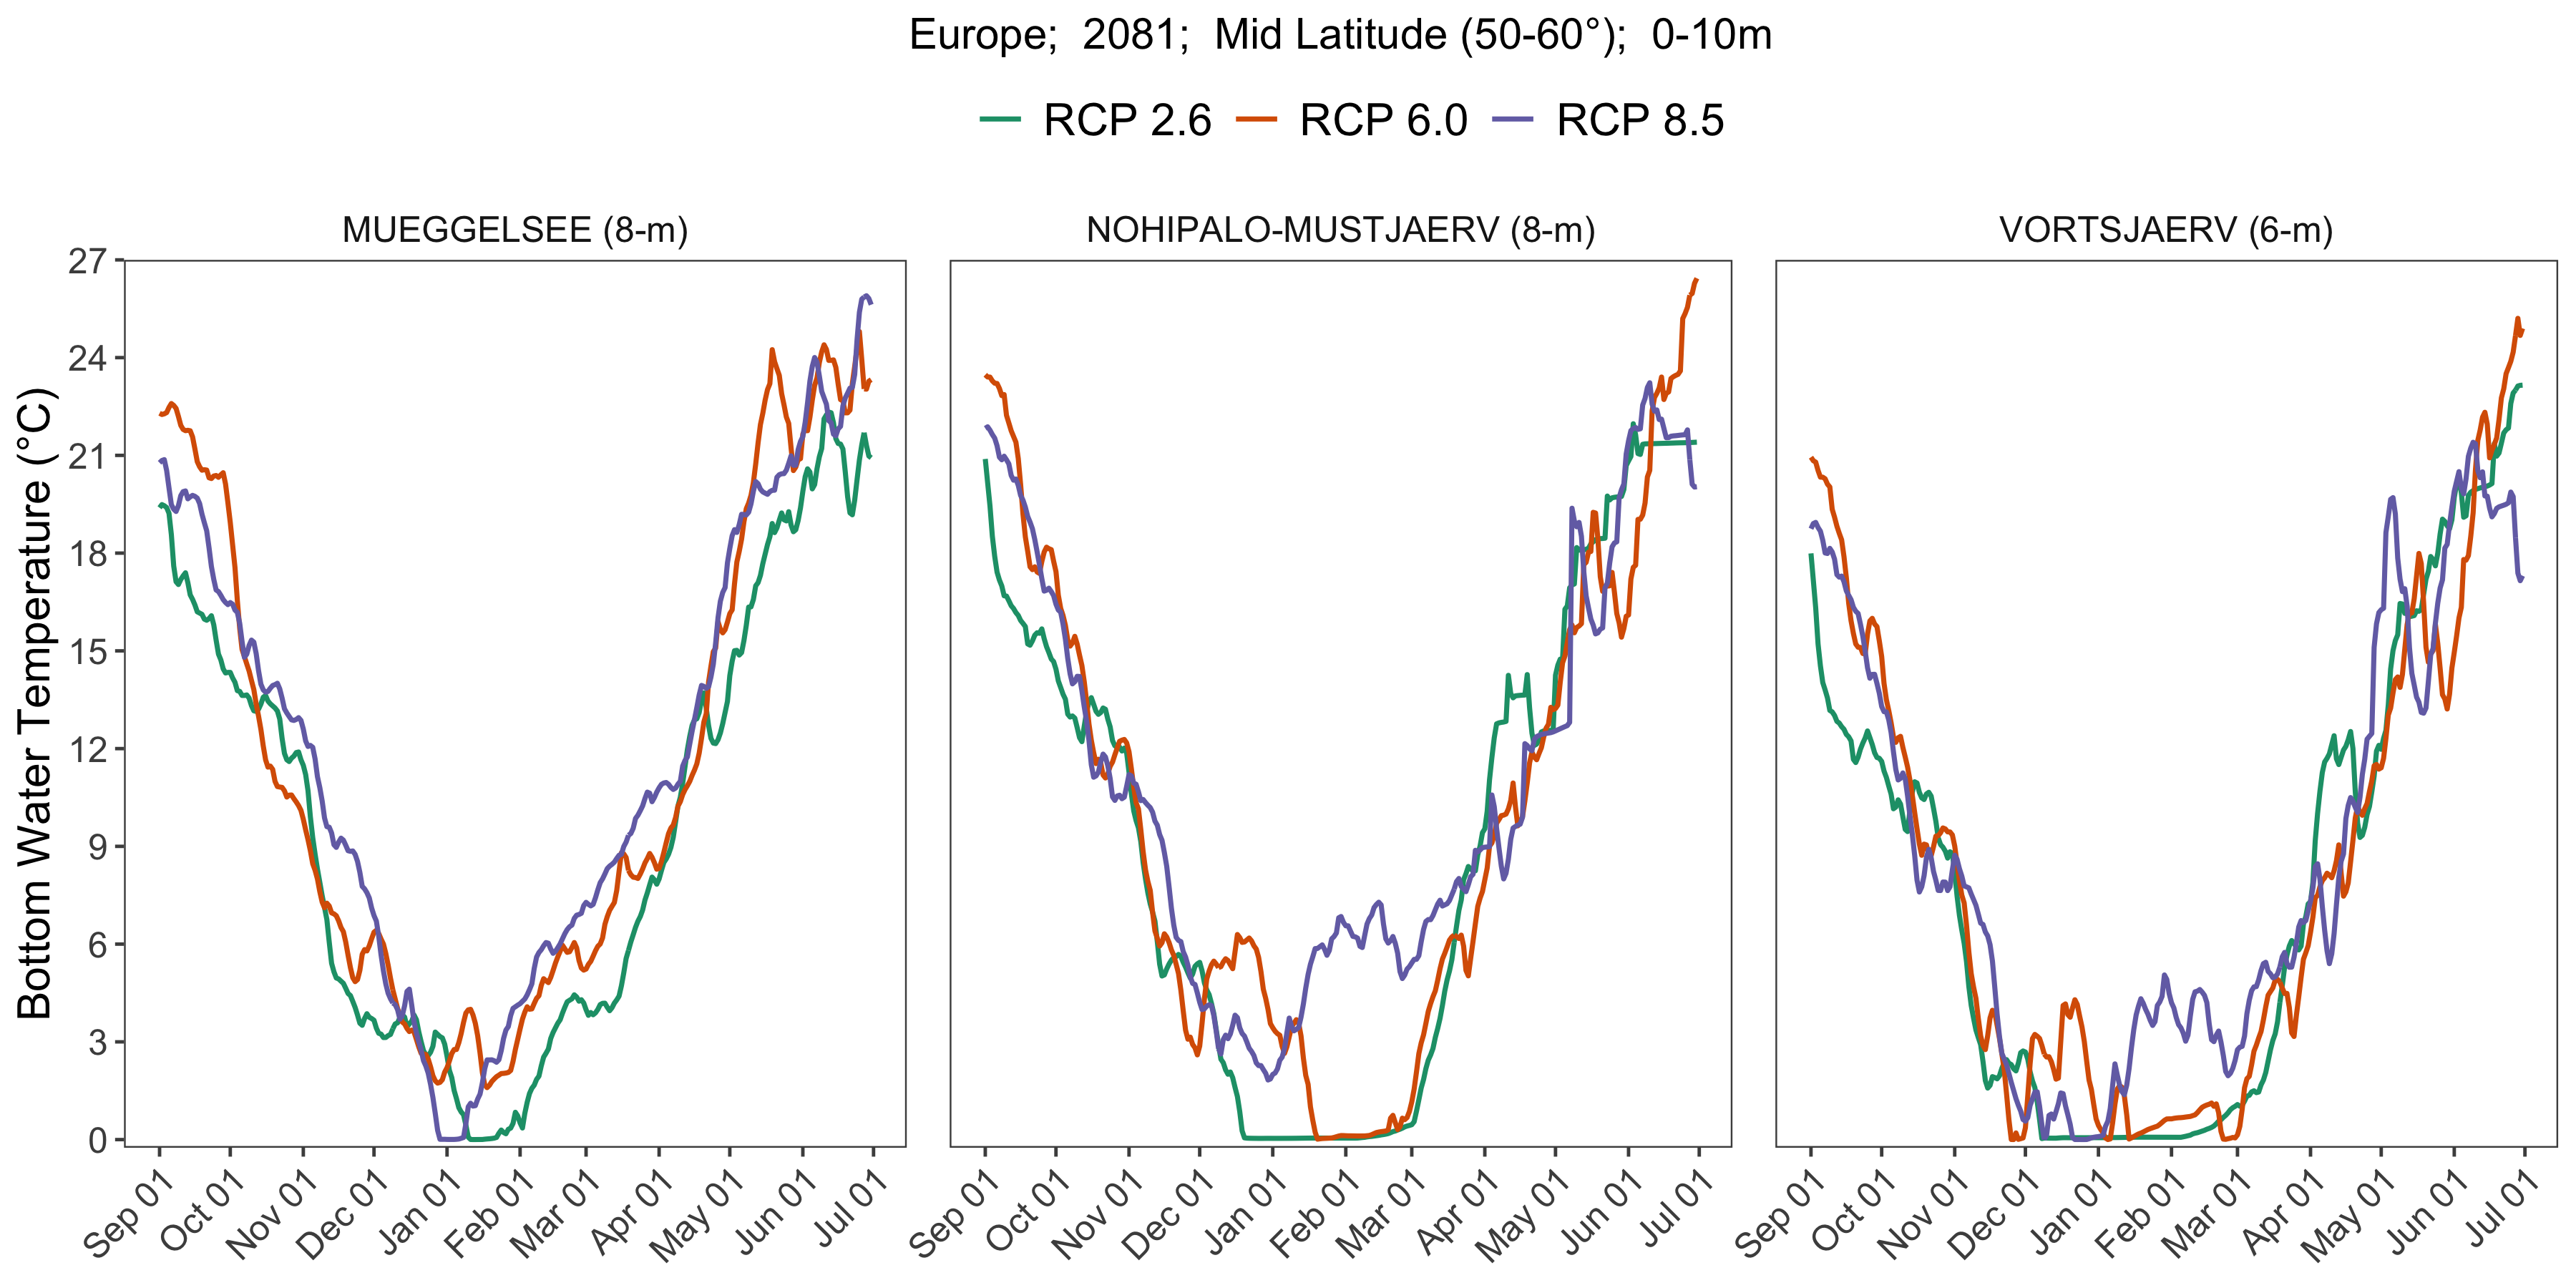 Europe;  2081;  Mid Latitude (50-60°);  0-10m
RCP 2.6 RCP 6.0 RCP 8.5
MUEGGELSEE (8-m) NOHIPALO-MUSTJAERV (8-m) VORTSJAERV (6-m)
Bottom Water Temperature (°C)
27
24
21
18
15
12
9
6
3
0
Sep 01 Oct 01 Nov 01 Dec 01 Jan 01 Feb 01 Mar 01 Apr 01 May 01 Jun 01 Jul 01 Sep 01 Oct 01 Nov 01 Dec 01 Jan 01 Feb 01 Mar 01 Apr 01 May 01 Jun 01 Jul 01 Sep 01 Oct 01 Nov 01 Dec 01 Jan 01 Feb 01 Mar 01 Apr 01 May 01 Jun 01 Jul 01